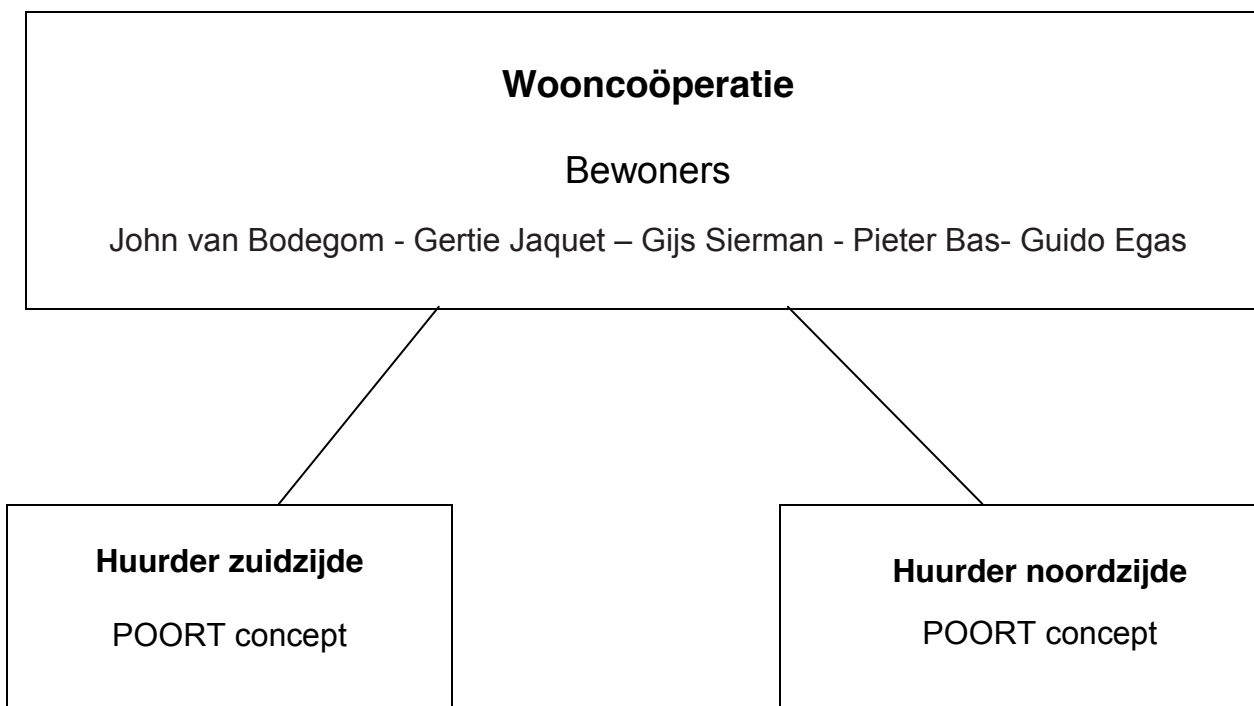 Wooncoöperatie
Bewoners
John van Bodegom - Gertie Jaquet – Gijs Sierman - Pieter Bas- Guido Egas
Huurder zuidzijde
POORT concept
Huurder noordzijde
POORT concept